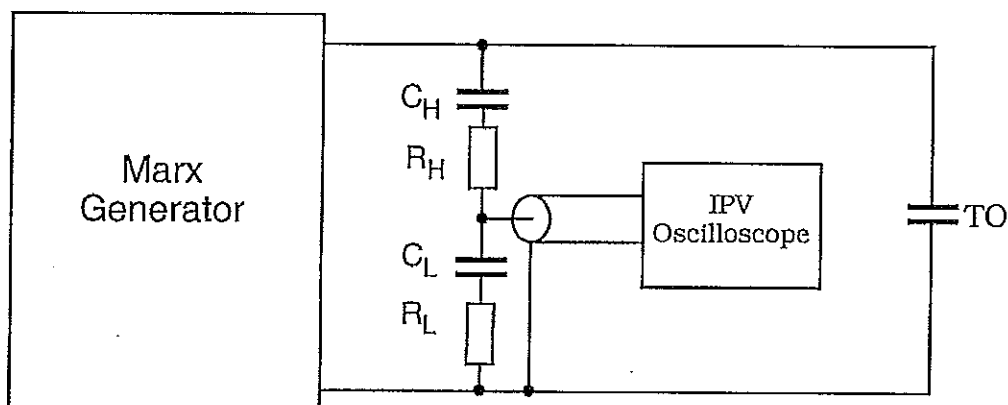 Marx
Generator
C_H
R_H
C_L
R_L
IPV
Oscilloscope
TO